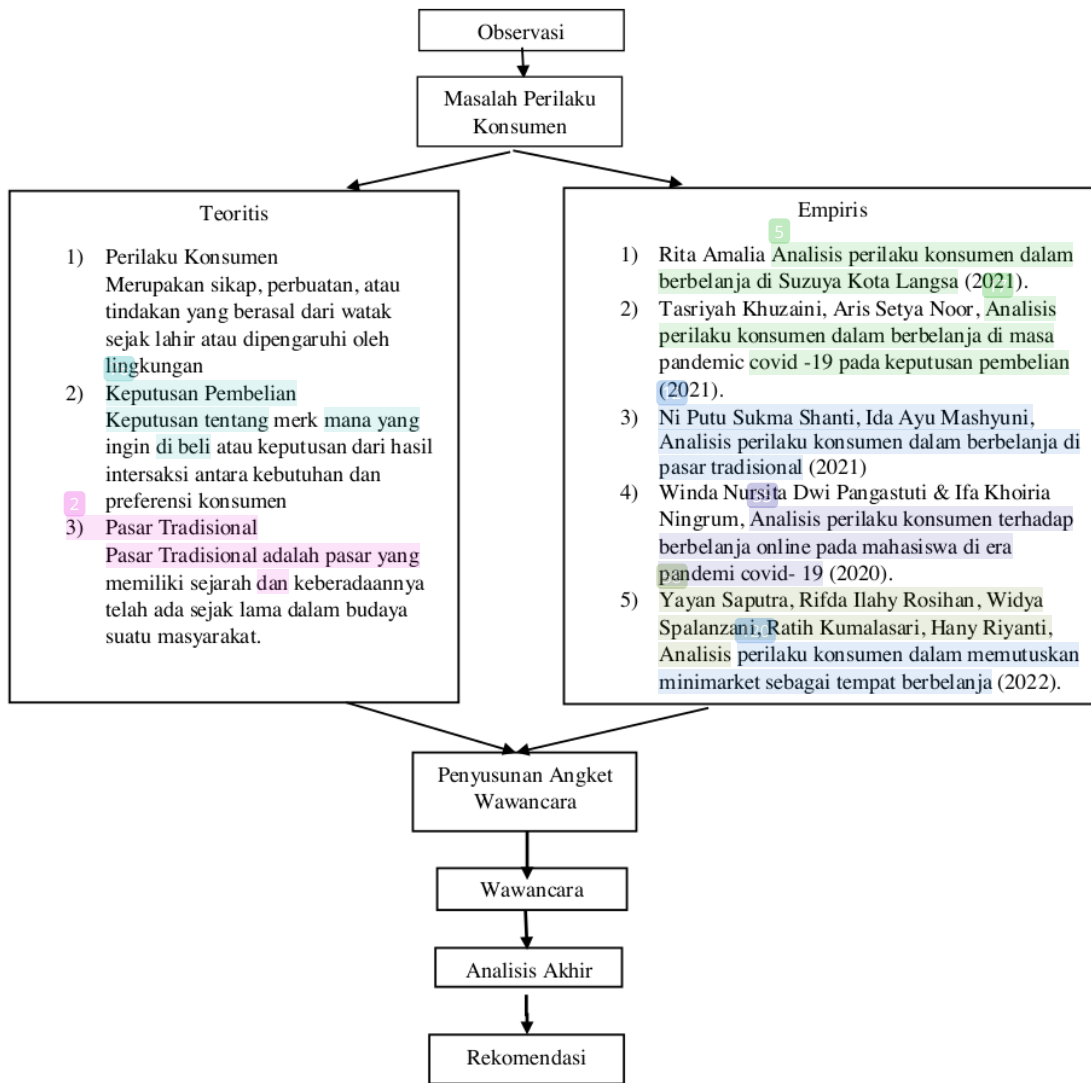 Observasi
Masalah Perilaku
Konsumen
Teoritis
1) Perilaku Konsumen
Merupakan sikap, perbuatan, atau
tindakan yang berasal dari watak
sejak lahir atau dipengaruhi oleh
lingkungan
2) Keputusan Pembelian
Keputusan tentang merk mana yang
ingin di beli atau keputusan dari hasil
intersaksi antara kebutuhan dan
preferensi konsumen
2
3) Pasar Tradisional
Pasar Tradisional adalah pasar yang
memiliki sejarah dan keberadaannya
telah ada sejak lama dalam budaya
suatu masyarakat.
Empiris
5
1) Rita Amalia Analisis perilaku konsumen dalam
berbelanja di Suzuya Kota Langsa (2021).
2) Tasriyah Khuzaini, Aris Setya Noor, Analisis
perilaku konsumen dalam berbelanja di masa
pandemic covid -19 pada keputusan pembelian
(2021).
3) Ni Putu Sukma Shanti, Ida Ayu Mashyuni,
Analisis perilaku konsumen dalam berbelanja di
pasar tradisional (2021)
4) Winda Nursita Dwi Pangastuti & Ifa Khoiria
Ningrum, Analisis perilaku konsumen terhadap
berbelanja online pada mahasiswa di era
pandemi covid- 19 (2020).
5) Yayan Saputra, Rifda Ilahy Rosihan, Widya
Spalanzani, Ratih Kumalasari, Hany Riyanti,
Analisis perilaku konsumen dalam memutuskan
minimarket sebagai tempat berbelanja (2022).
Penyusunan Angket
Wawancara
Wawancara
Analisis Akhir
Rekomendasi